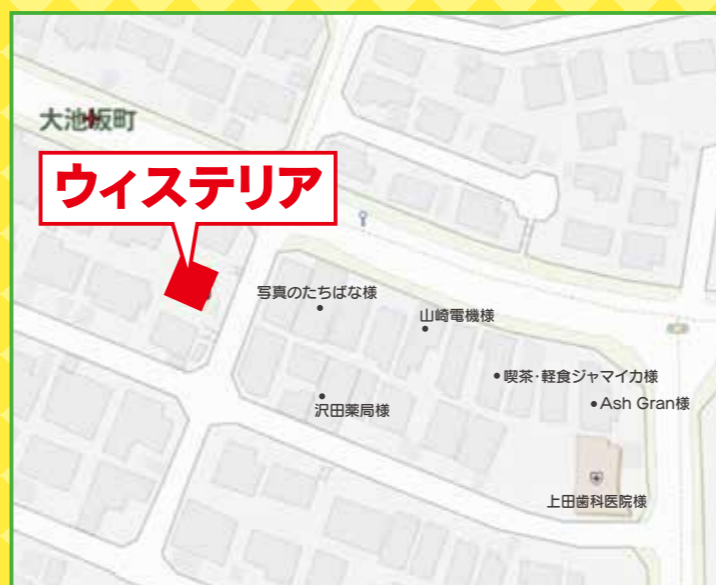 大池坂町
ウィステリア
写真のたちばな様
山崎電機様
喫茶・軽食ジャマイカ様
Ash Gran様
沢田薬局様
上田歯科医院様